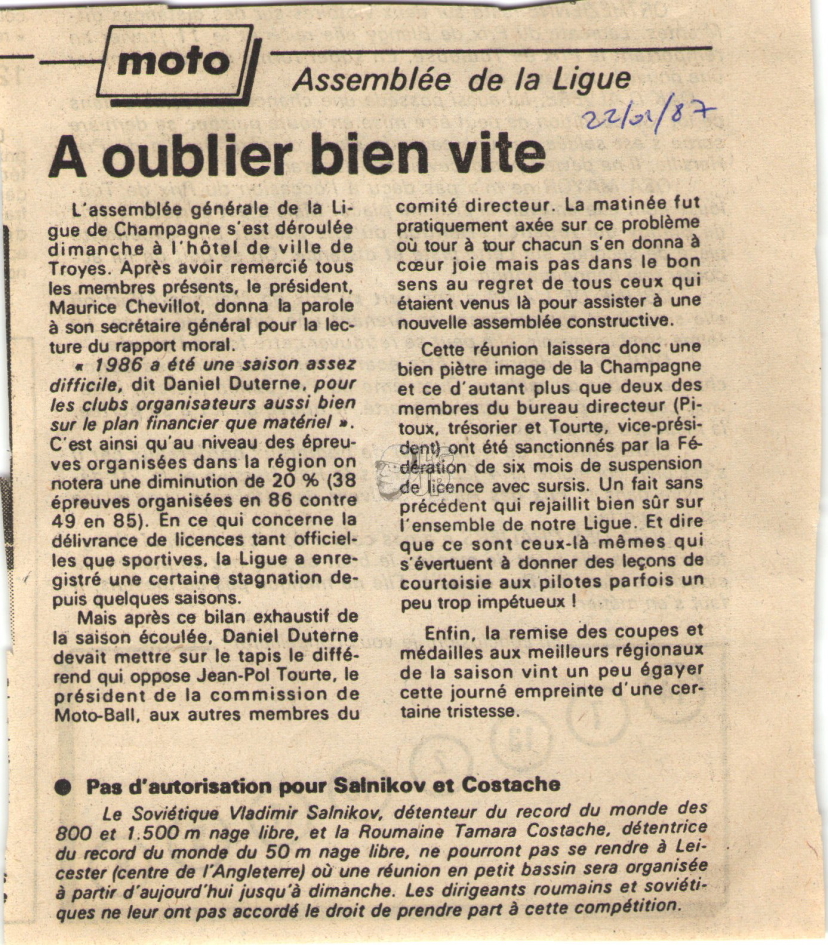 moto
Assemblée de la Ligue
22/01/87
A oublier bien vite
L'assemblée générale de la Li-
gue de Champagne s'est déroulée
dimanche à l'hôtel de ville de
Troyes. Après avoir remercié tous
les membres présents, le président,
Maurice Chevillot, donna la parole
à son secrétaire général pour la lec-
ture du rapport moral.
« 1986 a été une saison assez
difficile, dit Daniel Duterne, pour
les clubs organisateurs aussi bien
sur le plan financier que matériel ».
C'est ainsi qu'au niveau des épreu-
ves organisées dans la région on
notera une diminution de 20 % (38
épreuves organisées en 86 contre
49 en 85). En ce qui concerne la
délivrance de licences tant officiel-
les que sportives, la Ligue a enre-
gistré une certaine stagnation de-
puis quelques saisons.
Mais après ce bilan exhaustif de
la saison écoulée, Daniel Duterne
devait mettre sur le tapis le diffé-
rend qui oppose Jean-Pol Tourte, le
président de la commission de
Moto-Ball, aux autres membres du
comité directeur. La matinée fut
pratiquement axée sur ce problème
où tour à tour chacun s'en donna à
cœur joie mais pas dans le bon
sens au regret de tous ceux qui
étaient venus là pour assister à une
nouvelle assemblée constructive.
Cette réunion laissera donc une
bien piètre image de la Champagne
et ce d'autant plus que deux des
membres du bureau directeur (Pi-
toux, trésorier et Tourte, vice-prési-
dent) ont été sanctionnés par la Fé-
dération de six mois de suspension
de licence avec sursis. Un fait sans
précédent qui rejaillit bien sûr sur
l'ensemble de notre Ligue. Et dire
que ce sont ceux-là mêmes qui
s'évertuent à donner des leçons de
courtoisie aux pilotes parfois un
peu trop impétueux !
Enfin, la remise des coupes et
médailles aux meilleurs régionaux
de la saison vint un peu égayer
cette journé empreinte d'une cer-
taine tristesse.
● Pas d'autorisation pour Salnikov et Costache
Le Soviétique Vladimir Salnikov, détenteur du record du monde des
800 et 1.500 m nage libre, et la Roumaine Tamara Costache, détentrice
du record du monde du 50 m nage libre, ne pourront pas se rendre à Lei-
cester (centre de l'Angleterre) où une réunion en petit bassin sera organisée
à partir d'aujourd'hui jusqu'à dimanche. Les dirigeants roumains et soviéti-
ques ne leur ont pas accordé le droit de prendre part à cette compétition.